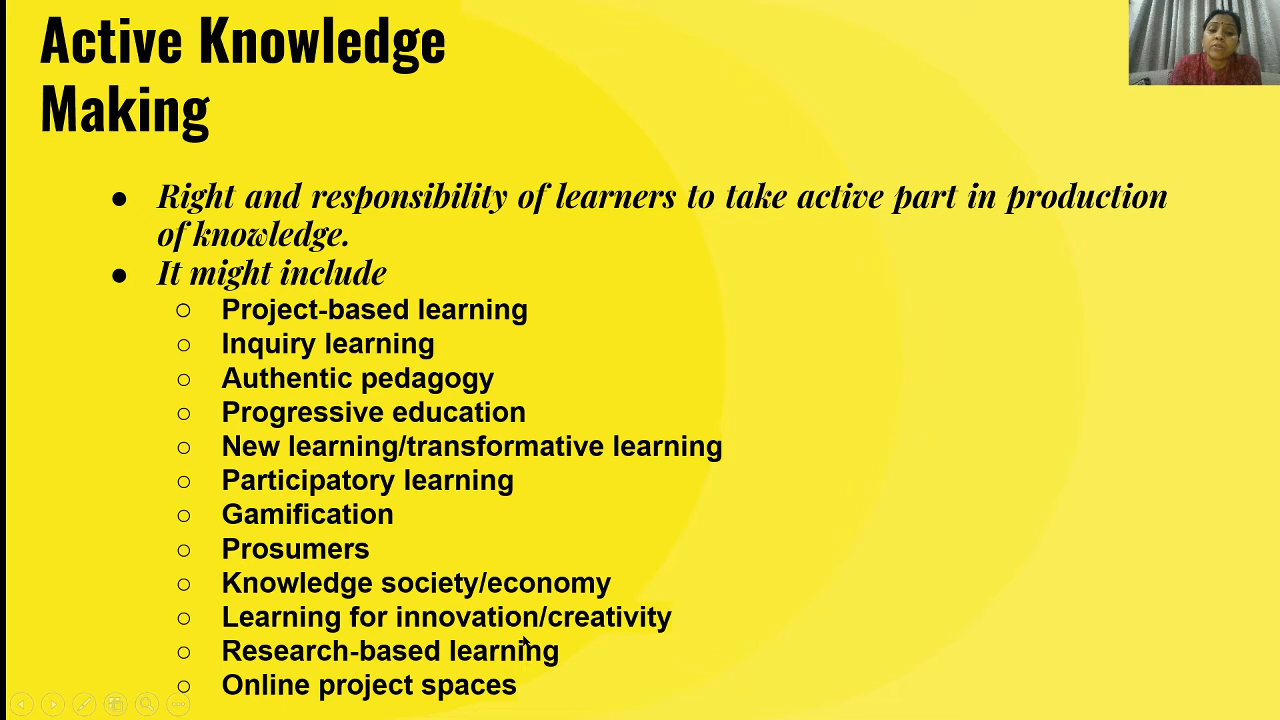 Active Knowledge
Making
● Right and responsibility of learners to take active part in production
of knowledge.
● It might include
○ Project-based learning
○ Inquiry learning
○ Authentic pedagogy
○ Progressive education
○ New learning/transformative learning
○ Participatory learning
○ Gamification
○ Prosumers
○ Knowledge society/economy
○ Learning for innovation/creativity
○ Research-based learning
○ Online project spaces